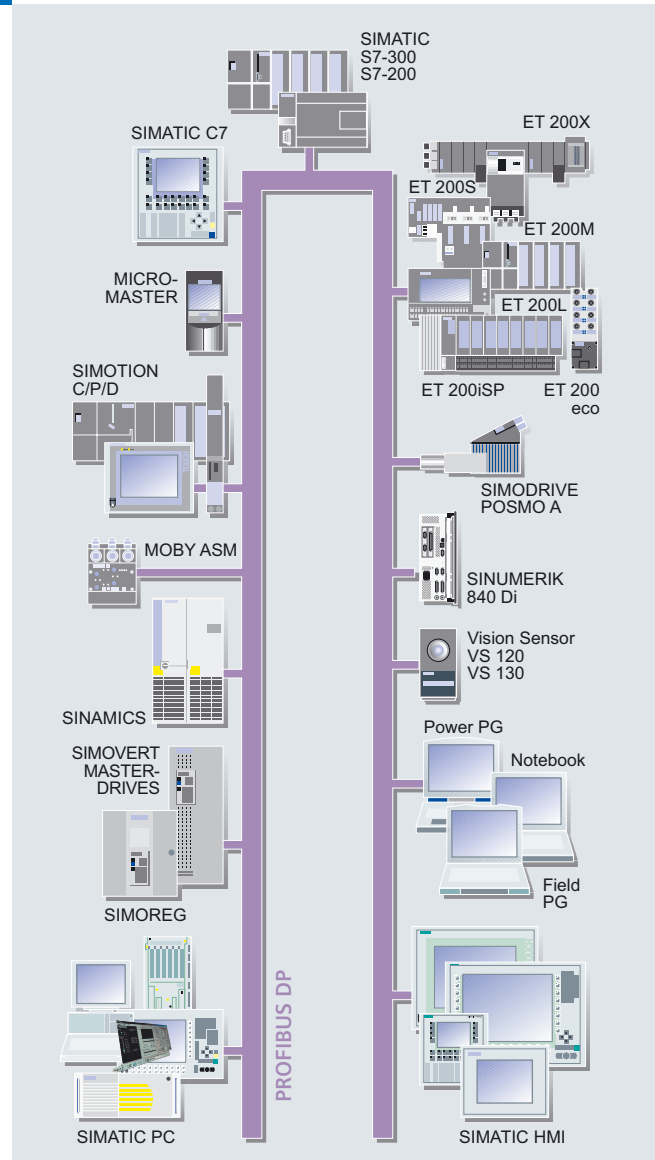 SIMATIC
S7-300
S7-200
SIMATIC C7
ET 200X
ET 200S
ET 200M
MICRO-
MASTER
ET 200L
SIMOTION
C/P/D
ET 200iSP
ET 200
eco
SIMODRIVE
POSMO A
MOBY ASM
SINUMERIK
840 Di
Vision Sensor
VS 120
VS 130
SINAMICS
Power PG
SIMOVERT
MASTER-
DRIVES
Notebook
Field
PG
SIMOREG
PROFIBUS DP
SIMATIC PC
SIMATIC HMI